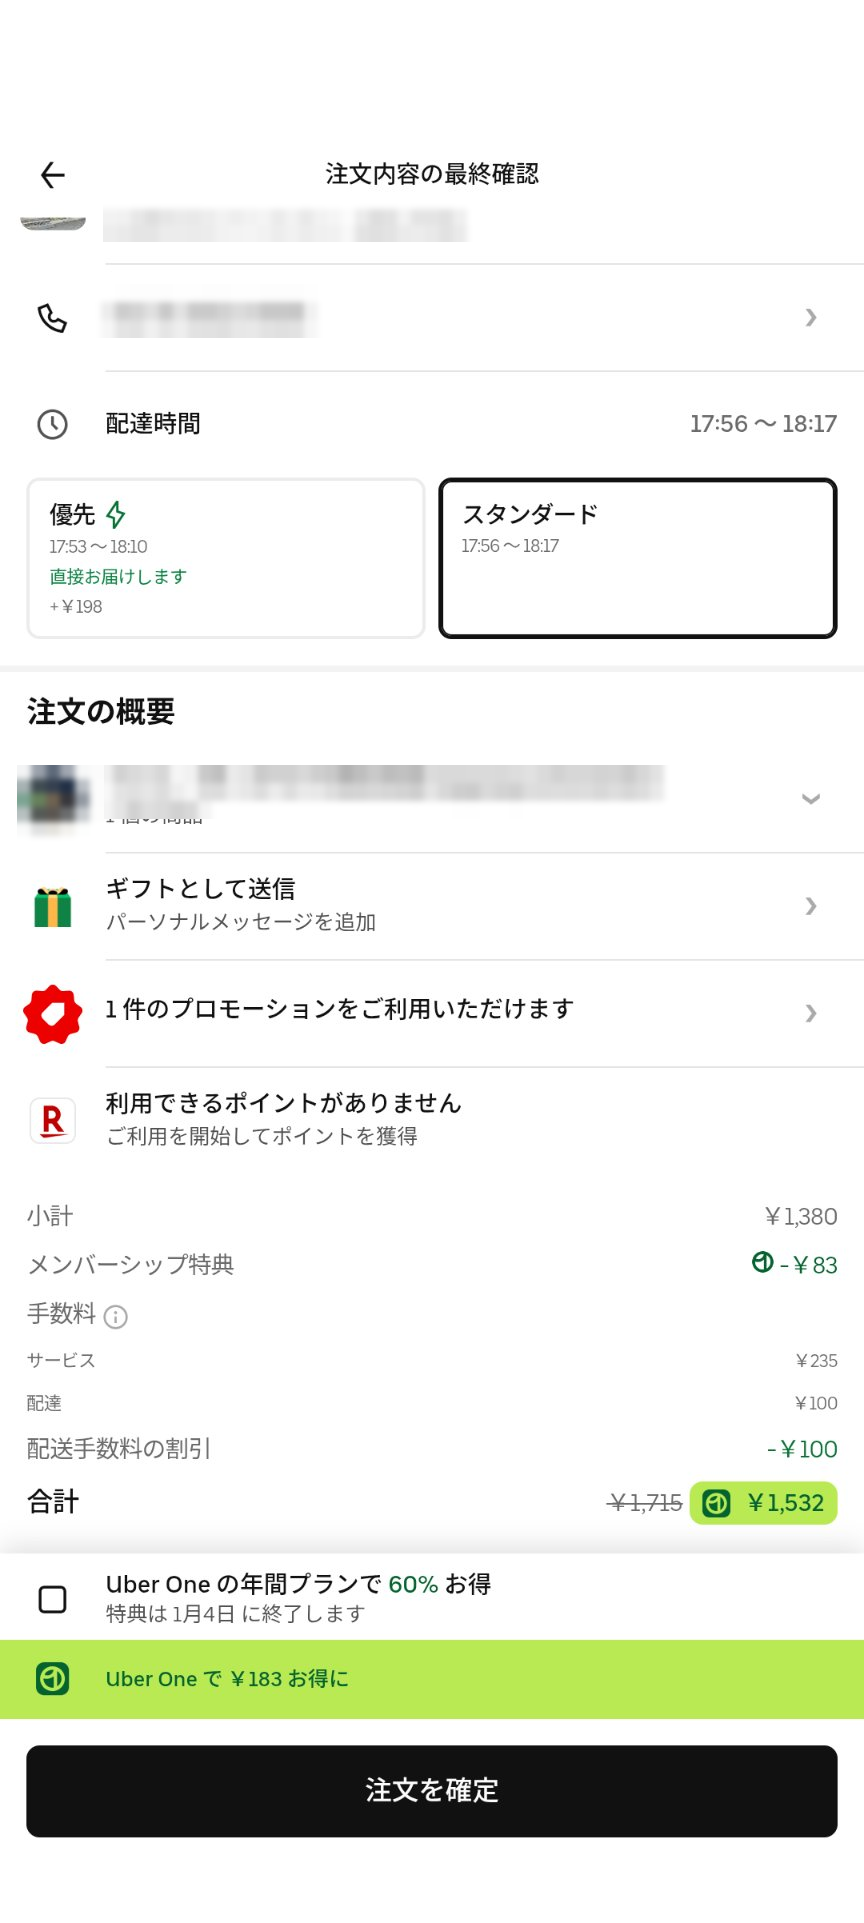 注文内容の最終確認
配達時間
17:56 ～ 18:17
優先
17:53 ～ 18:10
直接お届けします
+￥198
スタンダード
17:56 ～ 18:17
注文の概要
1 個の商品
ギフトとして送信
パーソナルメッセージを追加
1 件のプロモーションをご利用いただけます
R
利用できるポイントがありません
ご利用を開始してポイントを獲得
小計 ￥1,380
メンバーシップ特典 -￥83
手数料
サービス ￥235
配達 ￥100
配送手数料の割引 -￥100
合計 ￥1,715 ￥1,532
Uber One の年間プランで 60% お得
特典は 1月4日 に終了します
Uber One で ￥183 お得に
注文を確定